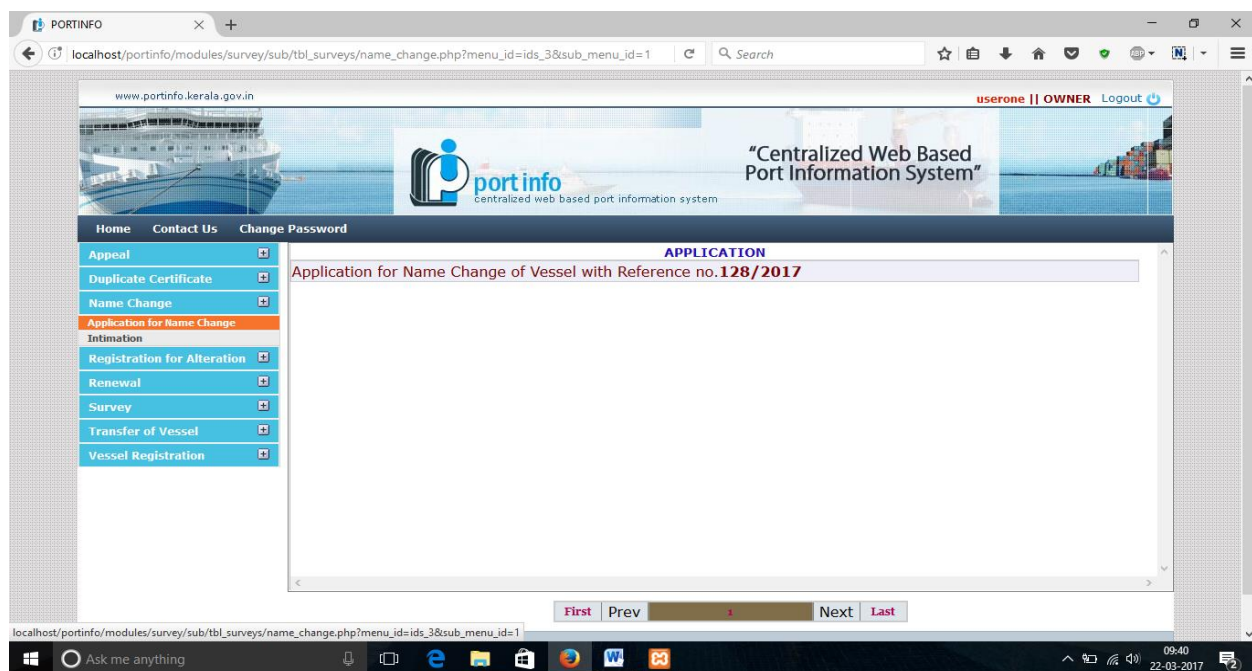 PORTINFO
localhost/portinfo/modules/survey/sub/tbl_surveys/name_change.php?menu_id=ids_3&sub_menu_id=1
Search
ABP
N
www.portinfo.kerala.gov.in
userone || OWNER Logout
port info
centralized web based port information system
“Centralized Web Based
Port Information System”
Home Contact Us Change Password
Appeal
Duplicate Certificate
Name Change
Application for Name Change
Intimation
Registration for Alteration
Renewal
Survey
Transfer of Vessel
Vessel Registration
APPLICATION
Application for Name Change of Vessel with Reference no.128/2017
First Prev 1 Next Last
localhost/portinfo/modules/survey/sub/tbl_surveys/name_change.php?menu_id=ids_3&sub_menu_id=1
Ask me anything
09:40
22-03-2017
2